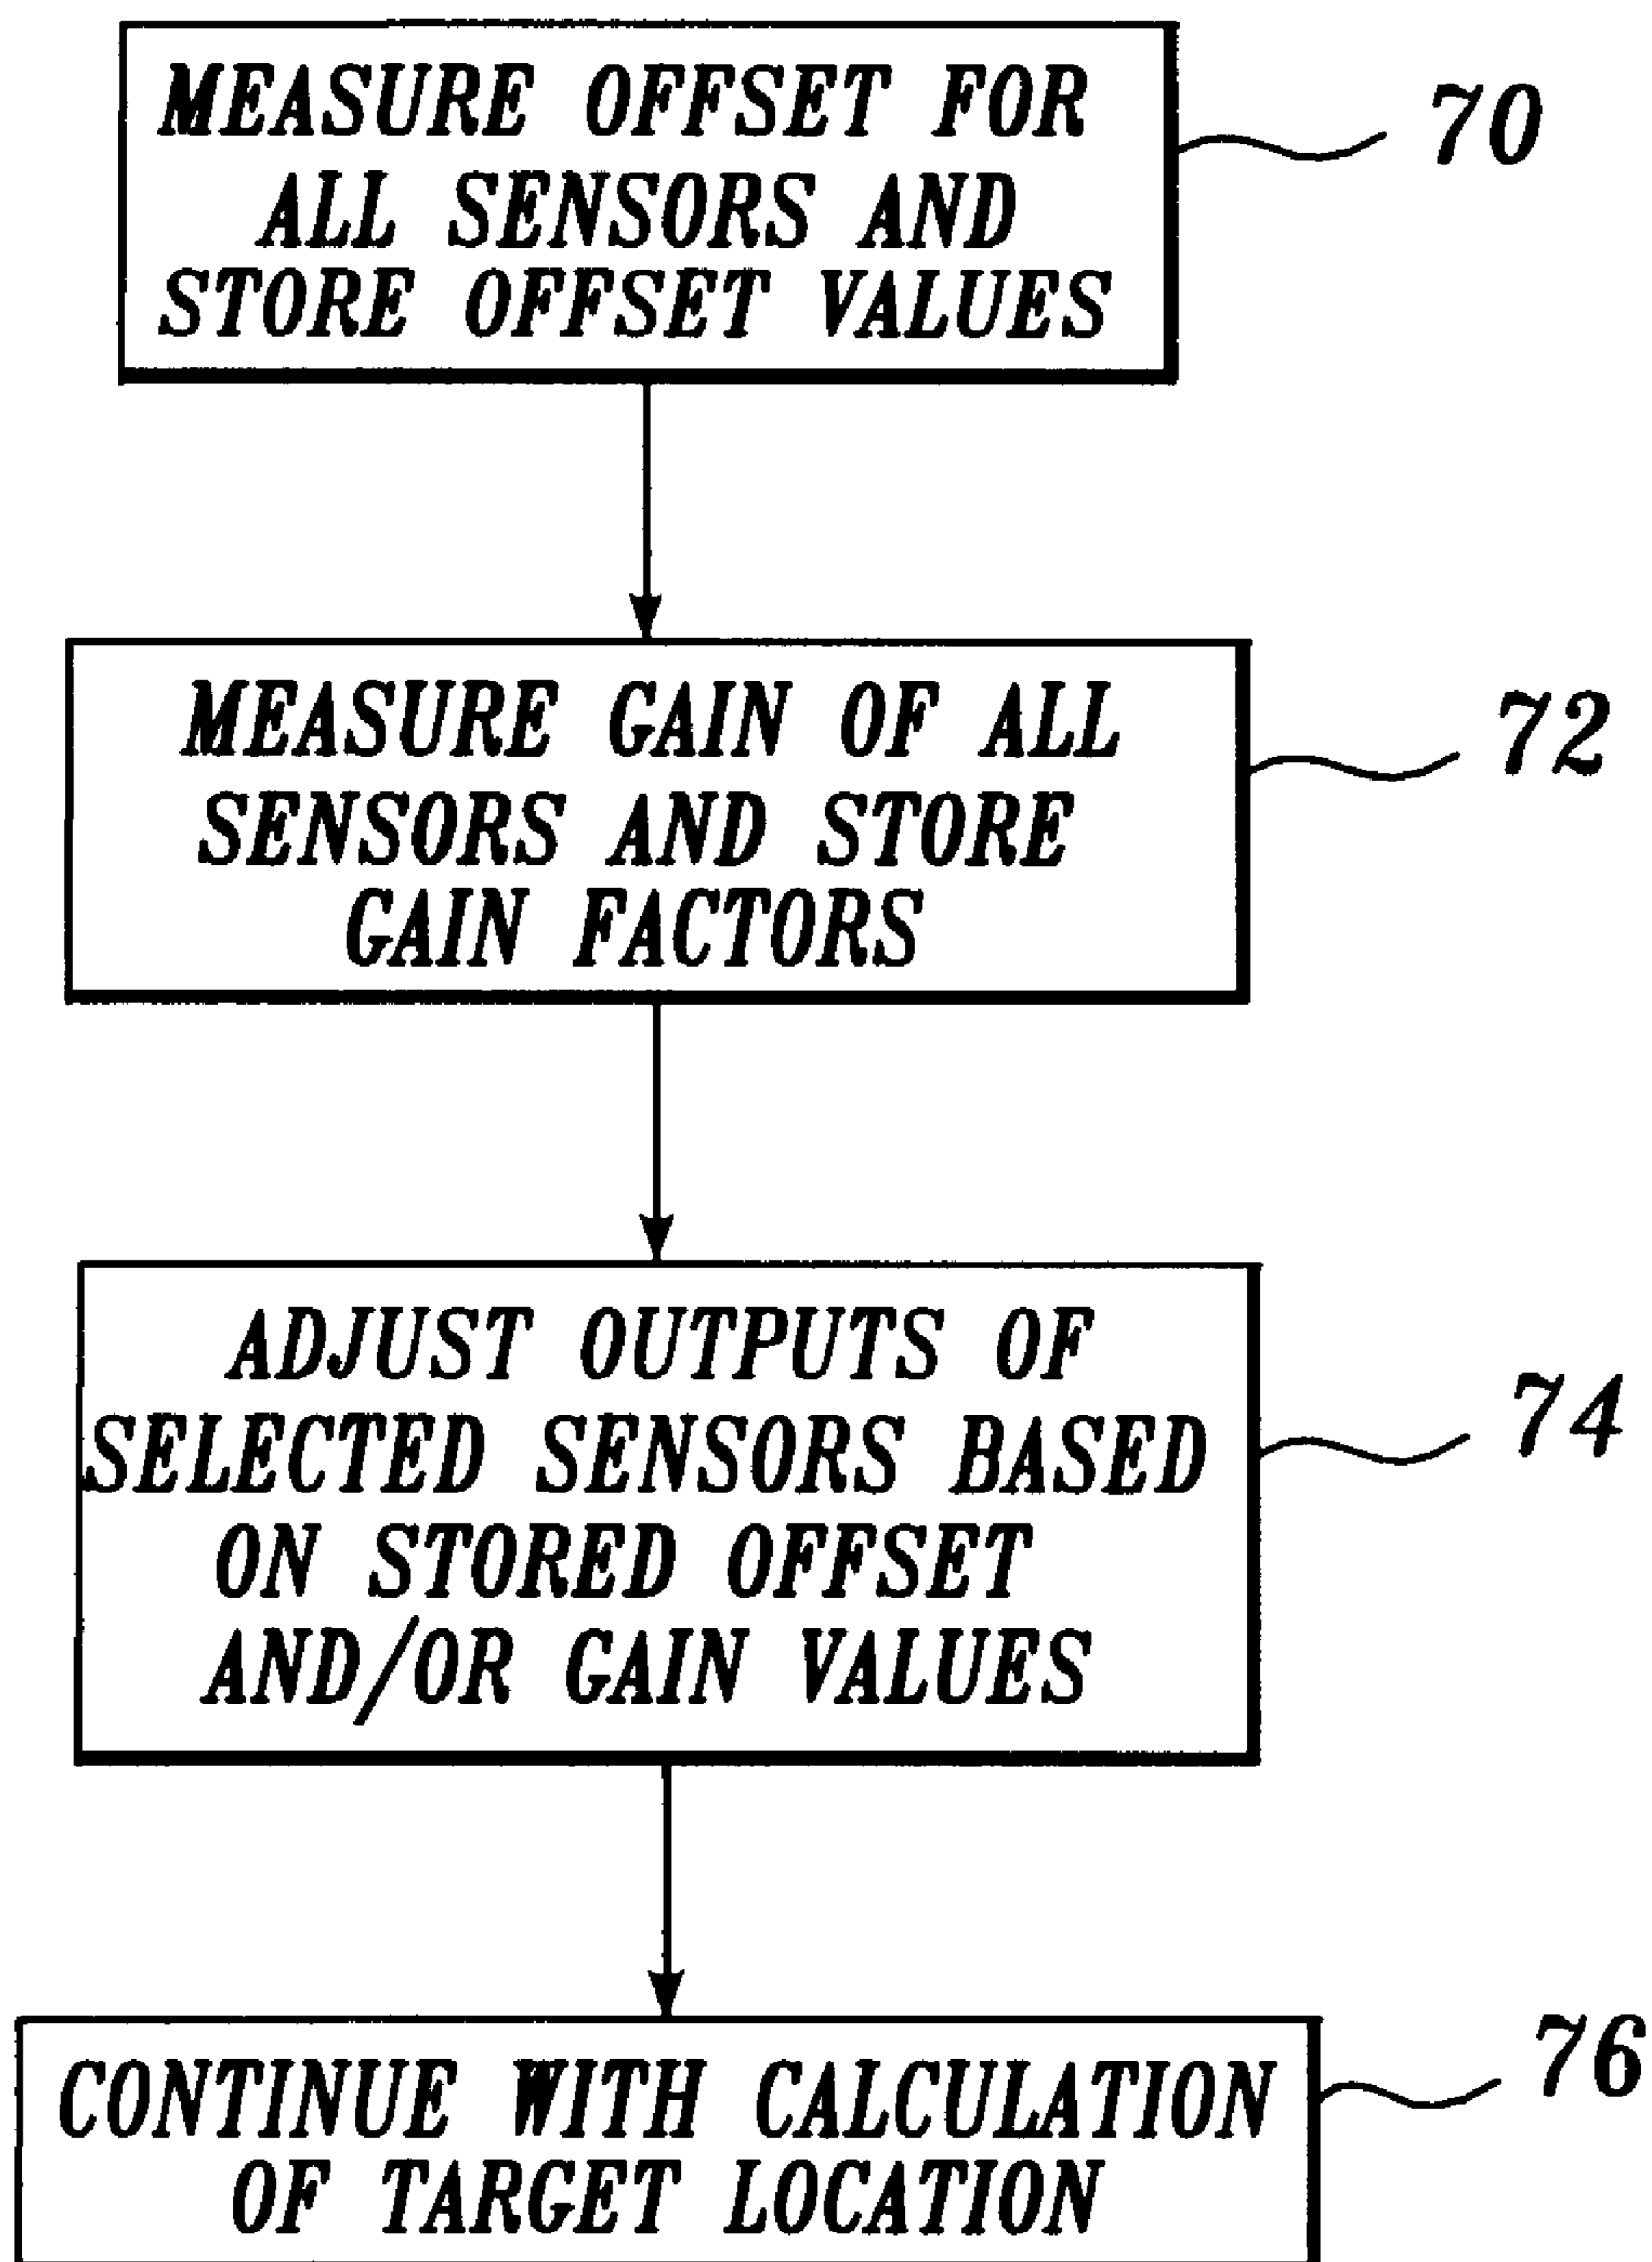 MEASURE OFFSET FOR
ALL SENSORS AND
STORE OFFSET VALUES
70
MEASURE GAIN OF ALL
SENSORS AND STORE
GAIN FACTORS
72
ADJUST OUTPUTS OF
SELECTED SENSORS BASED
ON STORED OFFSET
AND/OR GAIN VALUES
74
CONTINUE WITH CALCULATION
OF TARGET LOCATION
76